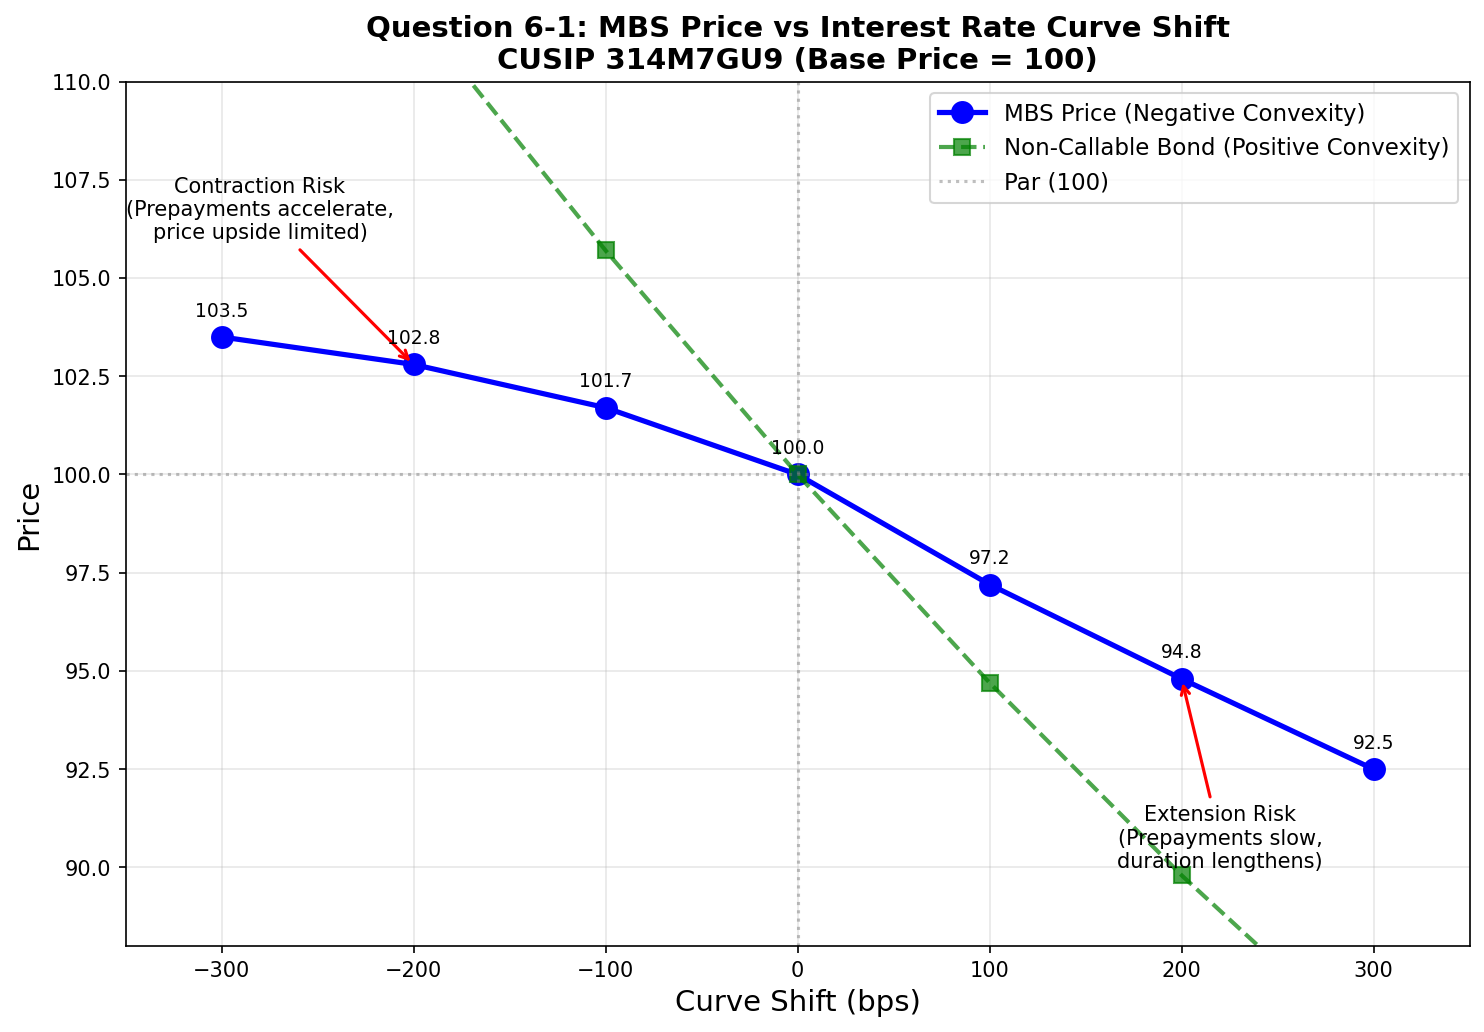 Question 6-1: MBS Price vs Interest Rate Curve Shift
CUSIP 314M7GU9 (Base Price = 100)
MBS Price (Negative Convexity)
Non-Callable Bond (Positive Convexity)
Par (100)
Contraction Risk
(Prepayments accelerate,
price upside limited)
103.5
102.8
101.7
100.0
97.2
94.8
92.5
Extension Risk
(Prepayments slow,
duration lengthens)
Price
110.0
107.5
105.0
102.5
100.0
97.5
95.0
92.5
90.0
−300
−200
−100
0
100
200
300
Curve Shift (bps)